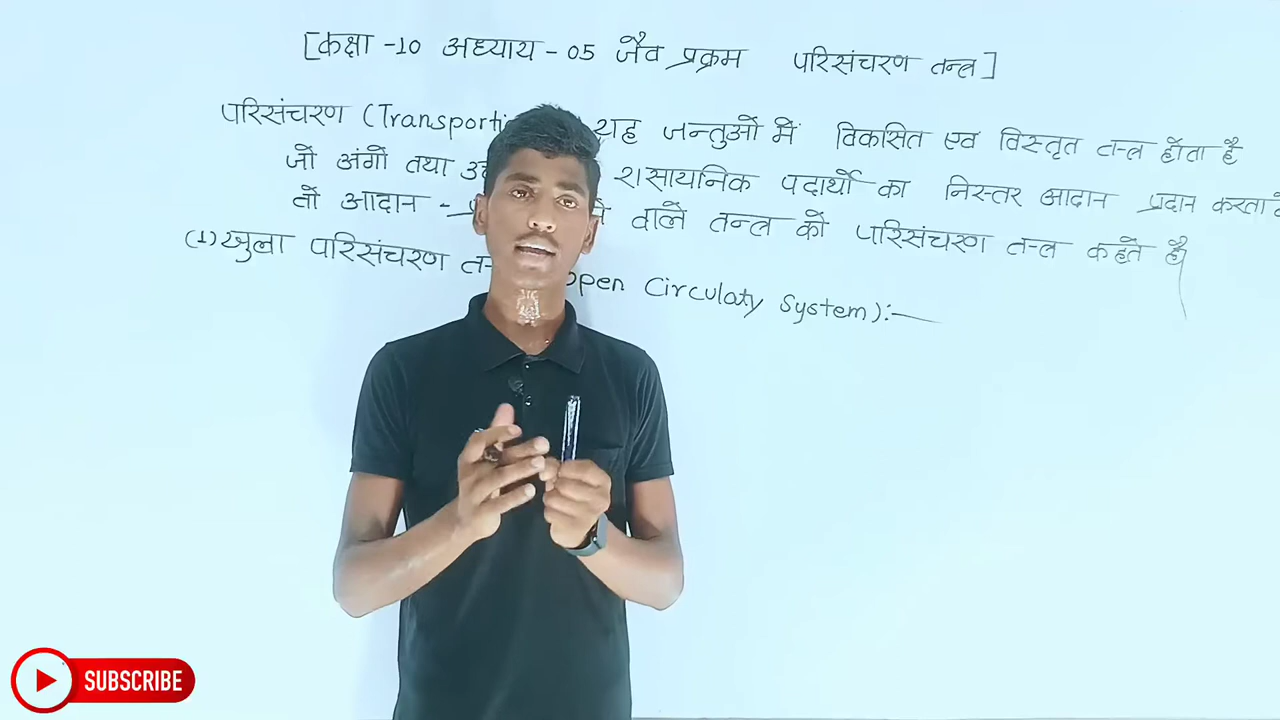 [कक्षा -10 अध्याय - 05 जैव प्रक्रम परिसंचरण तन्त्र]
परिसंचरण (Transporti यह जन्तुओं में विकसित एवं विस्तृत तन्त्र होता है
जो अंगों तथा रासायनिक पदार्थों का निरन्तर आदान प्रदान करता
तो आदान - वाले तन्त्र को परिसंचरण तन्त्र कहते है।
(1) खुला परिसंचरण open Circulaty System):—
SUBSCRIBE